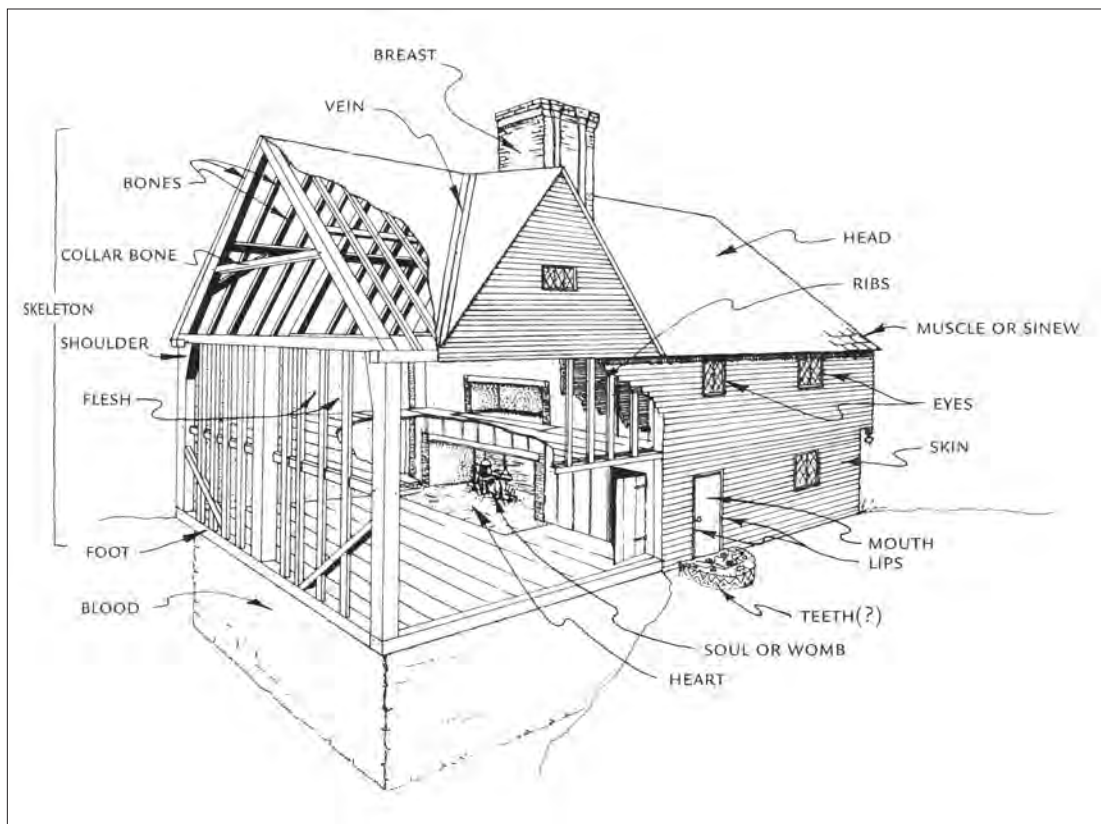 BREAST
VEIN
BONES
COLLAR BONE
HEAD
RIBS
SKELETON
MUSCLE OR SINEW
SHOULDER
FLESH
EYES
SKIN
FOOT
MOUTH
LIPS
BLOOD
TEETH(?)
SOUL OR WOMB
HEART